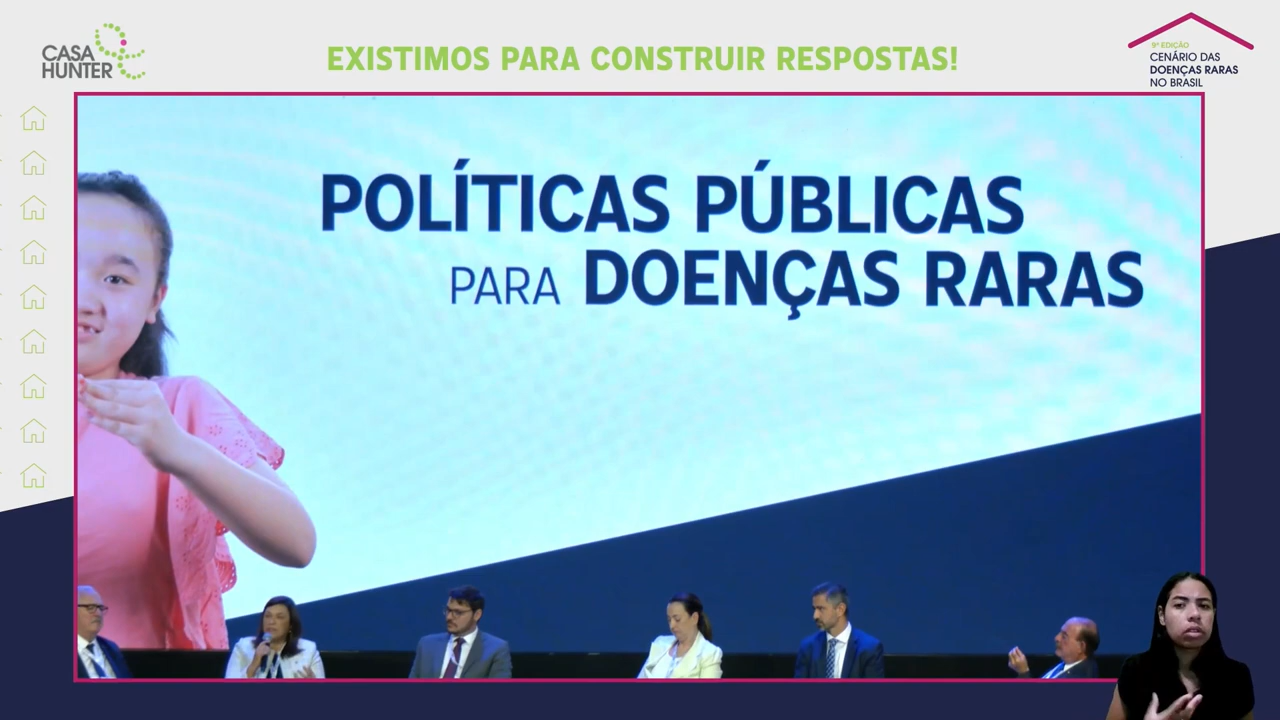 CASA
HUNTER
EXISTIMOS PARA CONSTRUIR RESPOSTAS!
9ª EDIÇÃO
CENÁRIO DAS
DOENÇAS RARAS
NO BRASIL
POLÍTICAS PÚBLICAS
PARA DOENÇAS RARAS